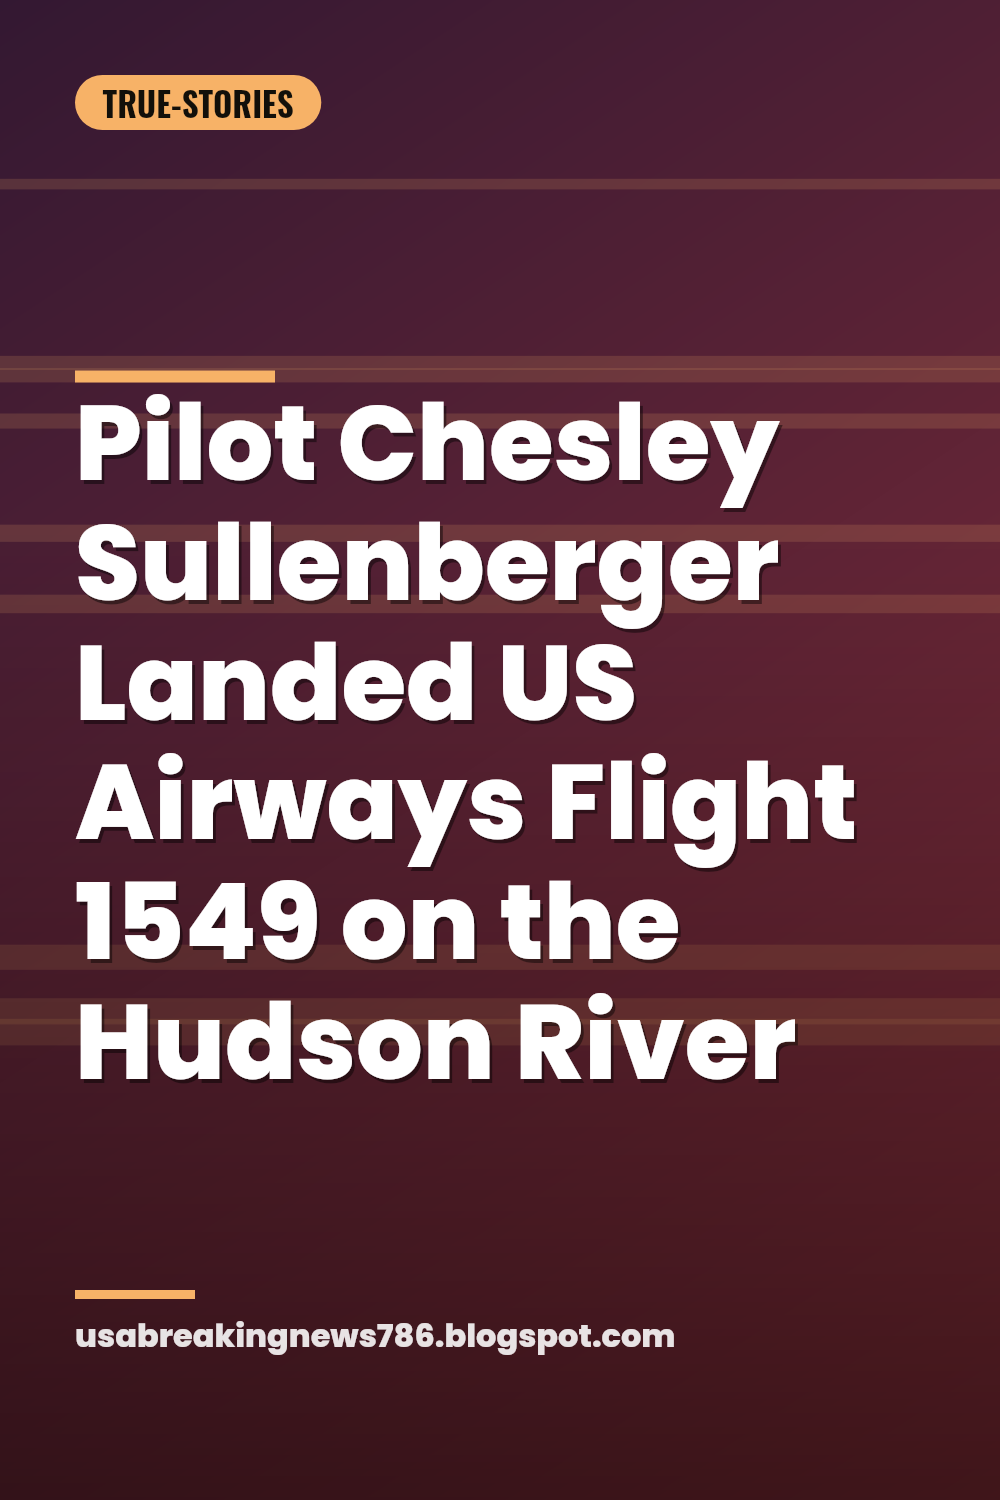 TRUE-STORIES
Pilot Chesley
Sullenberger
Landed US
Airways Flight
1549 on the
Hudson River
usabreakingnews786.blogspot.com